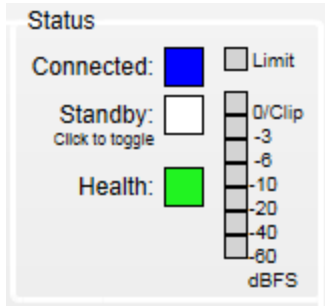 Status
Connected:
Limit
Standby:
Click to toggle
0/Clip
-3
-6
Health:
-10
-20
-40
-60
dBFS